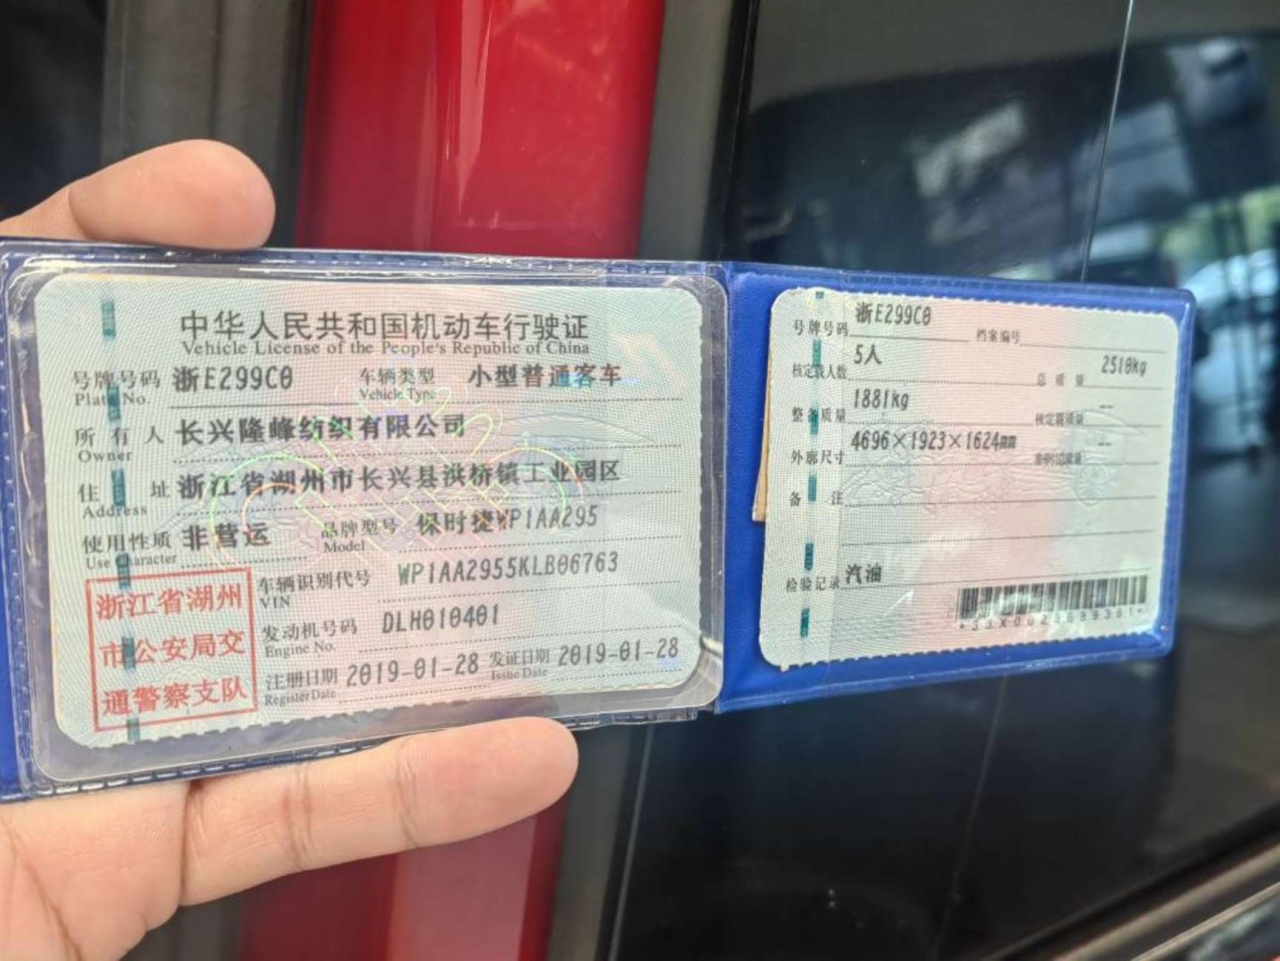 中华人民共和国机动车行驶证
Vehicle License of the People's Republic of China
号牌号码 浙E299C0 车辆类型 小型普通客车
Plate No. Vehicle Type
所有人 长兴隆峰纺织有限公司
Owner
住址 浙江省湖州市长兴县洪桥镇工业园区
Address
使用性质 非营运 品牌型号 保时捷WP1AA295
Use Character Model
车辆识别代号 WP1AA2955KLB06763
VIN
发动机号码 DLH010401
Engine No.
注册日期 2019-01-28 发证日期 2019-01-28
Register Date Issue Date
浙江省湖州
市公安局交
通警察支队
号牌号码 浙E299C0 档案编号
核定载人数 5人 总质量 2510kg
整备质量 1881kg 核定载质量 --
外廓尺寸 4696×1923×1624mm 准牵引总质量 --
备注
检验记录 汽油